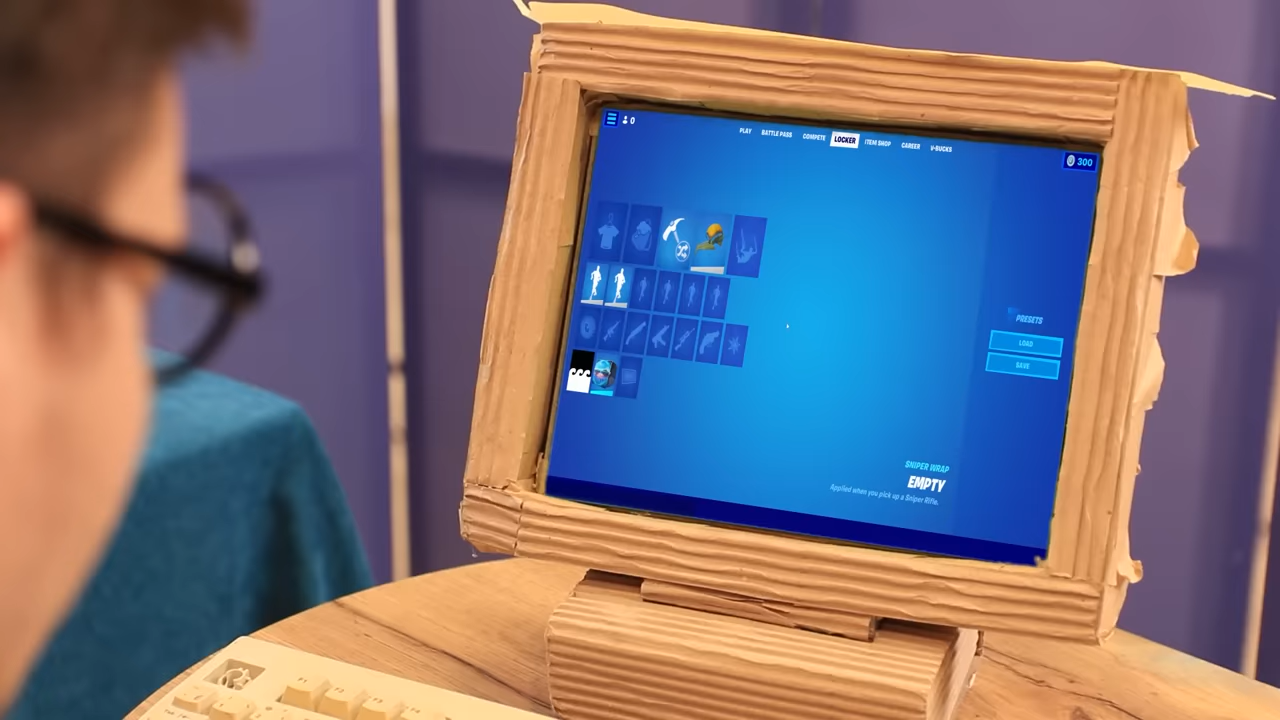 0
PLAY BATTLE PASS COMPETE LOCKER ITEM SHOP CAREER V-BUCKS
300
PRESETS
LOAD
SAVE
SNIPER WRAP
EMPTY
Applied when you pick up a Sniper Rifle.